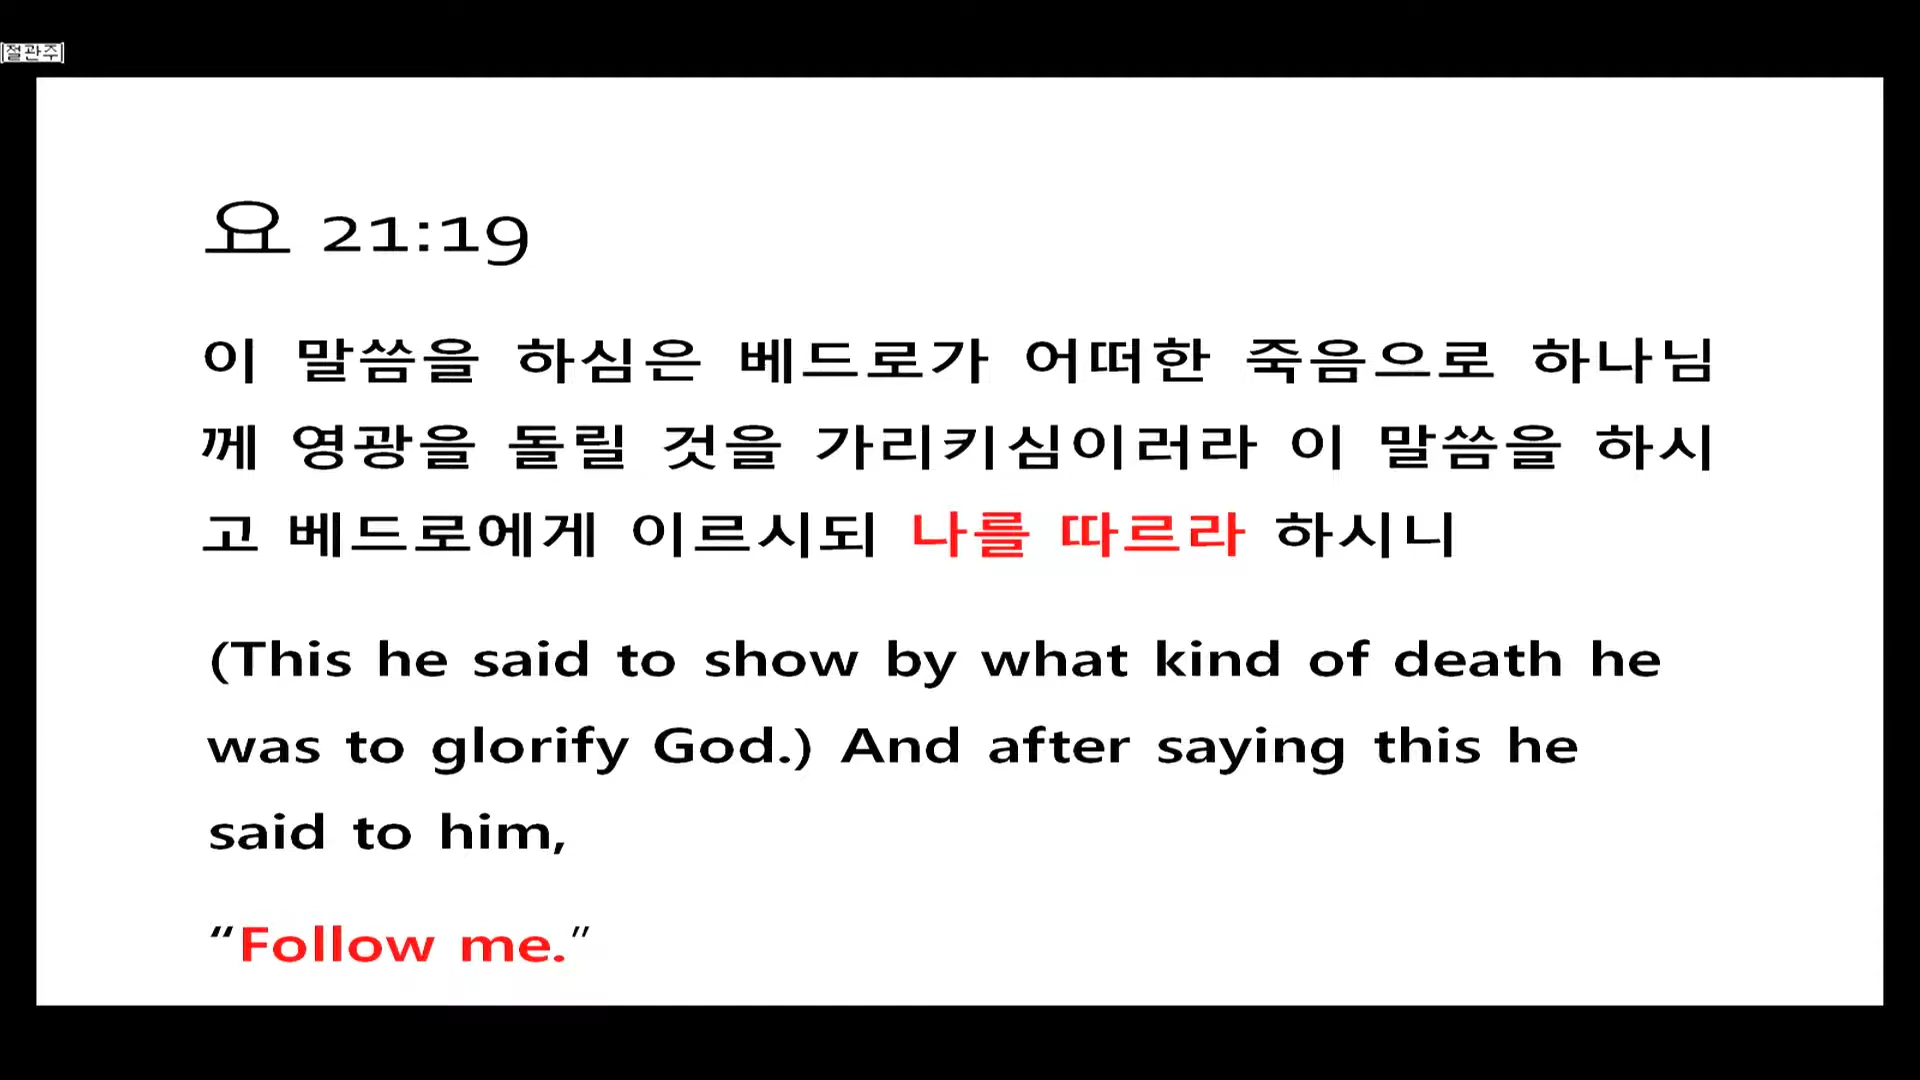 [절관주]
요 21:19
이 말씀을 하심은 베드로가 어떠한 죽음으로 하나님
께 영광을 돌릴 것을 가리키심이러라 이 말씀을 하시
고 베드로에게 이르시되 나를 따르라 하시니
(This he said to show by what kind of death he
was to glorify God.) And after saying this he
said to him,
“Follow me.”